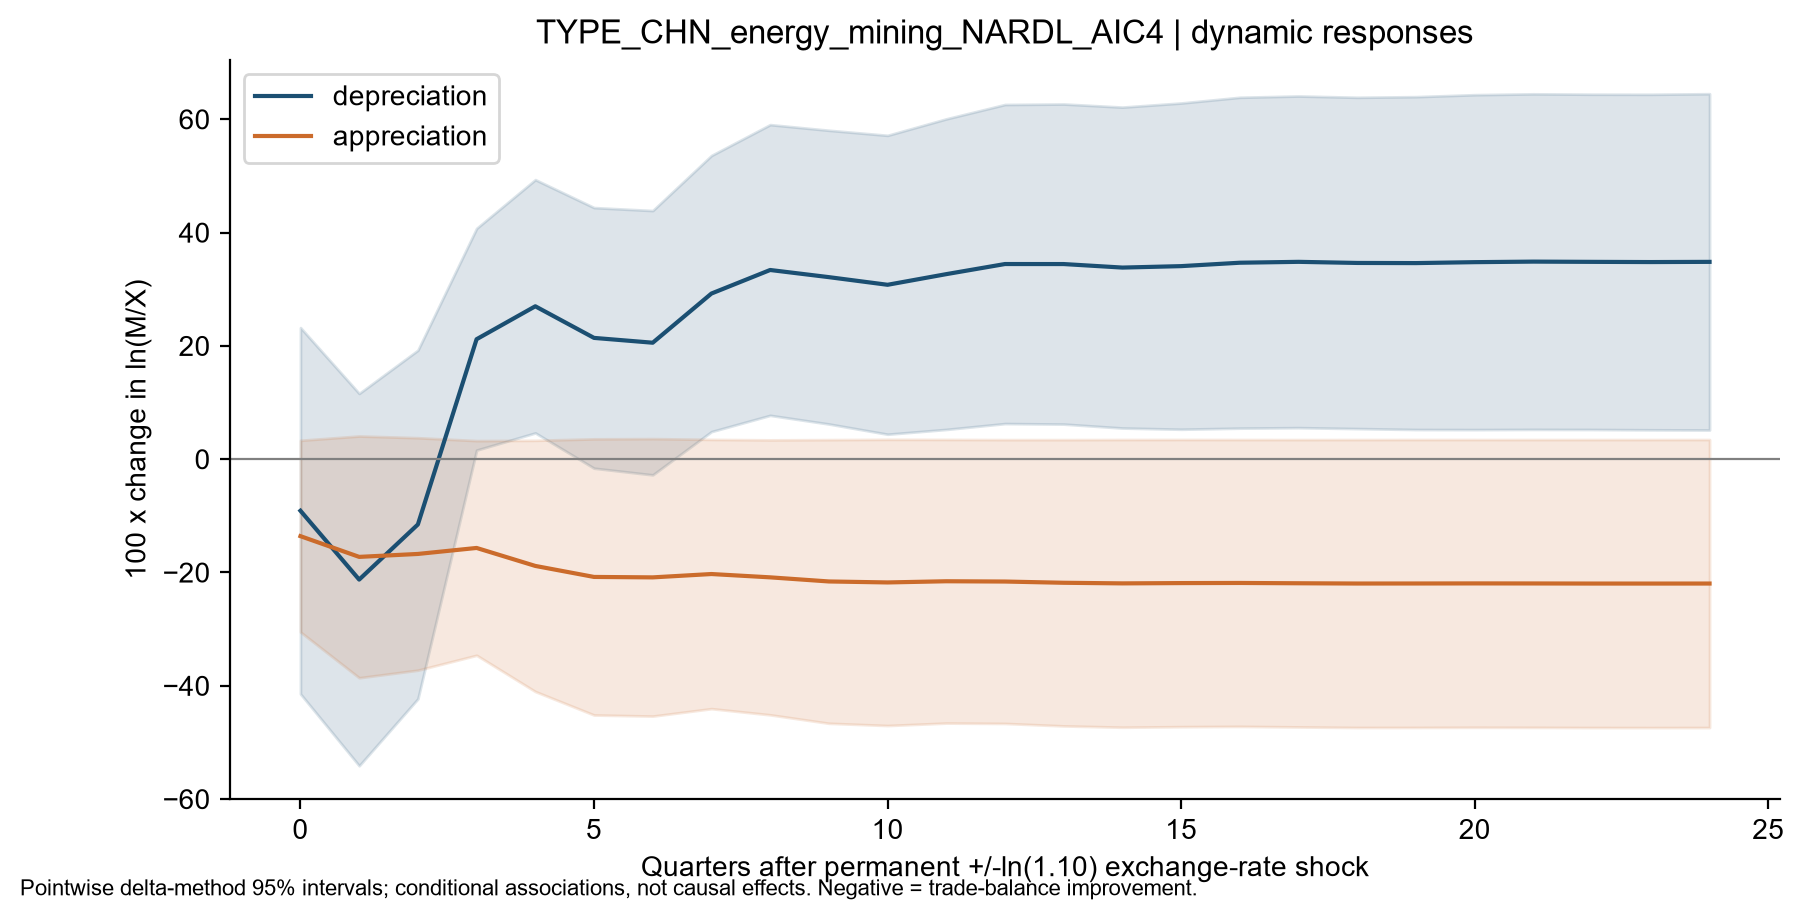 TYPE_CHN_energy_mining_NARDL_AIC4 | dynamic responses
depreciation
appreciation
100 x change in ln(M/X)
60
40
20
0
−20
−40
−60
0
5
10
15
20
25
Quarters after permanent +/-ln(1.10) exchange-rate shock
Pointwise delta-method 95% intervals; conditional associations, not causal effects. Negative = trade-balance improvement.